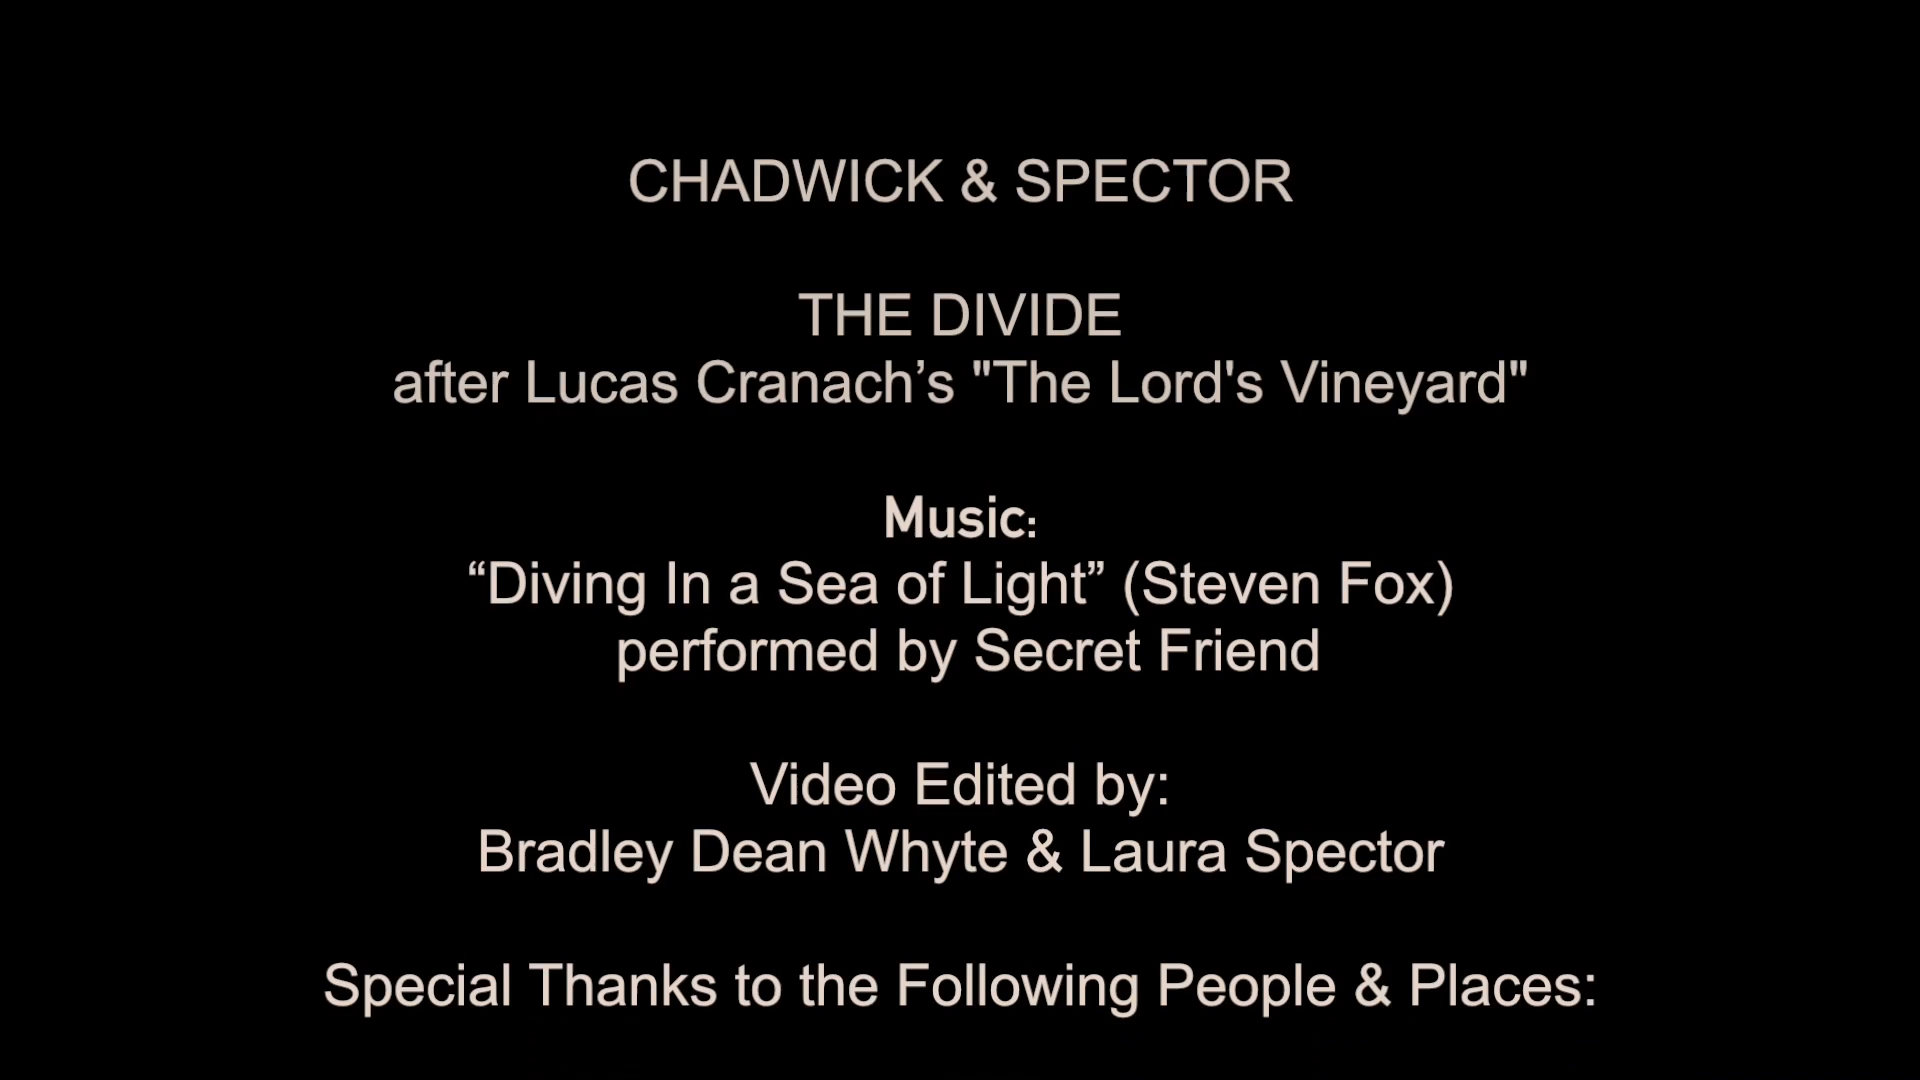 CHADWICK & SPECTOR
THE DIVIDE
after Lucas Cranach’s "The Lord's Vineyard"
Music:
“Diving In a Sea of Light” (Steven Fox)
performed by Secret Friend
Video Edited by:
Bradley Dean Whyte & Laura Spector
Special Thanks to the Following People & Places: